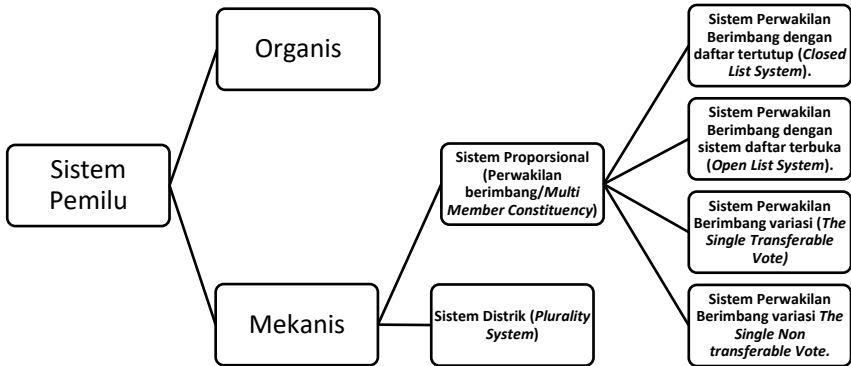 Sistem
Pemilu
Organis
Mekanis
Sistem Proporsional
(Perwakilan
berimbang/Multi
Member Constituency)
Sistem Distrik (Plurality
System)
Sistem Perwakilan
Berimbang dengan
daftar tertutup (Closed
List System).
Sistem Perwakilan
Berimbang dengan
sistem daftar terbuka
(Open List System).
Sistem Perwakilan
Berimbang variasi (The
Single Transferable
Vote)
Sistem Perwakilan
Berimbang variasi The
Single Non
transferable Vote.